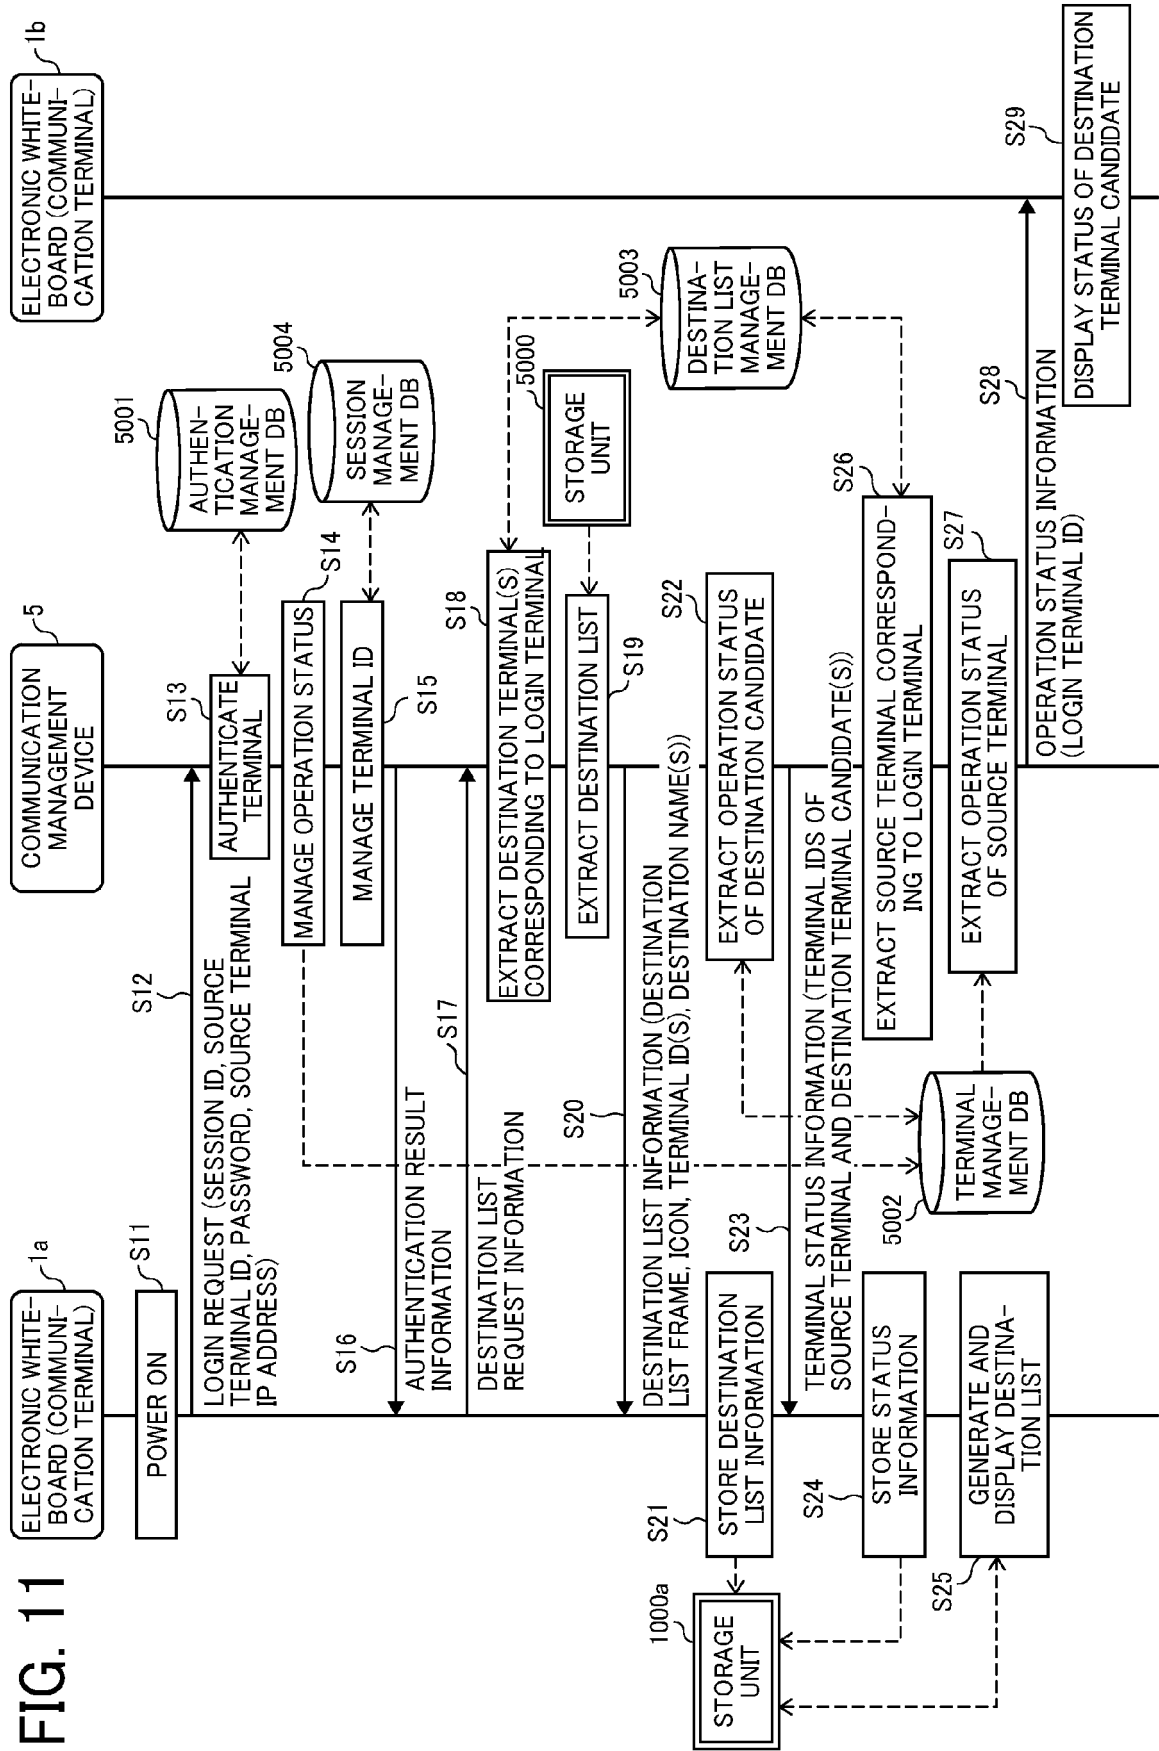 FIG. 11
ELECTRONIC WHITE-
BOARD (COMMUNI-
CATION TERMINAL)
1a
COMMUNICATION
MANAGEMENT
DEVICE
5
ELECTRONIC WHITE-
BOARD (COMMUNI-
CATION TERMINAL)
1b
POWER ON
S11
S12
LOGIN REQUEST (SESSION ID, SOURCE
TERMINAL ID, PASSWORD, SOURCE TERMINAL
IP ADDRESS)
AUTHENTICATE
TERMINAL
S13
5001
AUTHEN-
TICATION
MANAGE-
MENT DB
MANAGE OPERATION STATUS
S14
MANAGE TERMINAL ID
S15
5004
SESSION
MANAGE-
MENT DB
S16
AUTHENTICATION RESULT
INFORMATION
S17
DESTINATION LIST
REQUEST INFORMATION
S18
EXTRACT DESTINATION TERMINAL(S)
CORRESPONDING TO LOGIN TERMINAL
5000
STORAGE
UNIT
5003
DESTINA-
TION LIST
MANAGE-
MENT DB
EXTRACT DESTINATION LIST
S19
S20
DESTINATION LIST INFORMATION (DESTINATION
LIST FRAME, ICON, TERMINAL ID(S), DESTINATION NAME(S))
S21
STORE DESTINATION
LIST INFORMATION
1000a
STORAGE
UNIT
S22
EXTRACT OPERATION STATUS
OF DESTINATION CANDIDATE
S23
TERMINAL STATUS INFORMATION (TERMINAL IDS OF
SOURCE TERMINAL AND DESTINATION TERMINAL CANDIDATE(S))
S24
STORE STATUS
INFORMATION
5002
TERMINAL
MANAGE-
MENT DB
S25
GENERATE AND
DISPLAY DESTINA-
TION LIST
S26
EXTRACT SOURCE TERMINAL CORRESPOND-
ING TO LOGIN TERMINAL
S27
EXTRACT OPERATION STATUS
OF SOURCE TERMINAL
S28
OPERATION STATUS INFORMATION
(LOGIN TERMINAL ID)
S29
DISPLAY STATUS OF DESTINATION
TERMINAL CANDIDATE